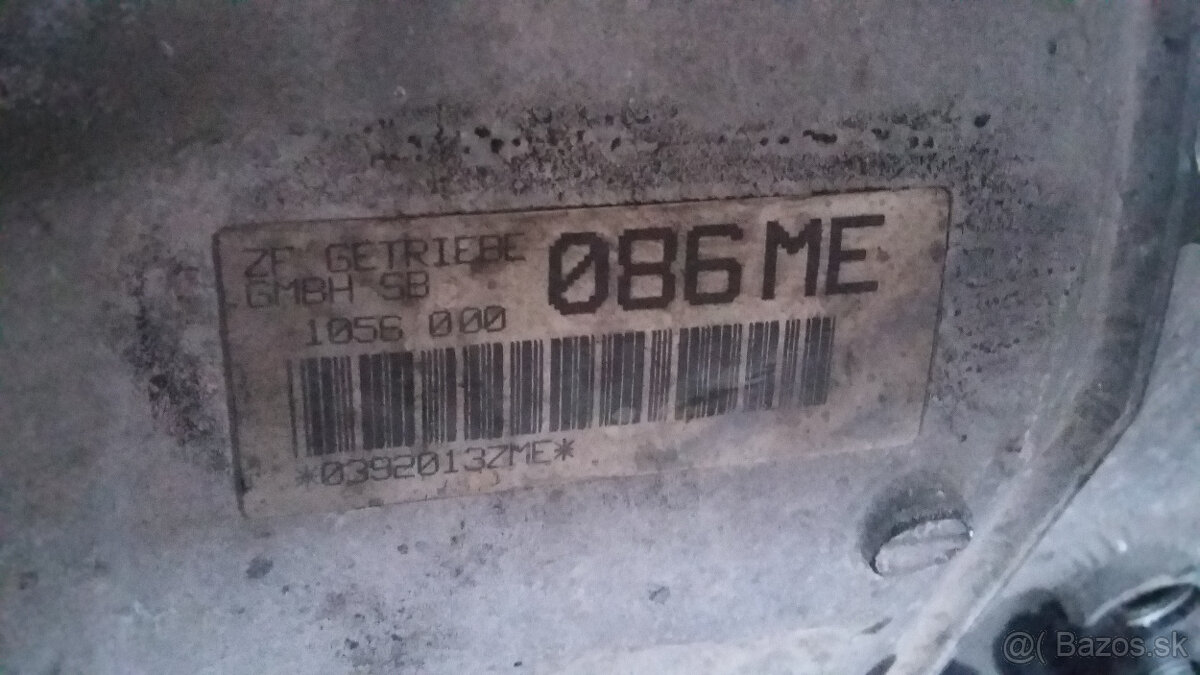 ZF GETRIEBE
GMBH SB
086ME
1056 000
*0392013ZME*
@( Bazos.sk